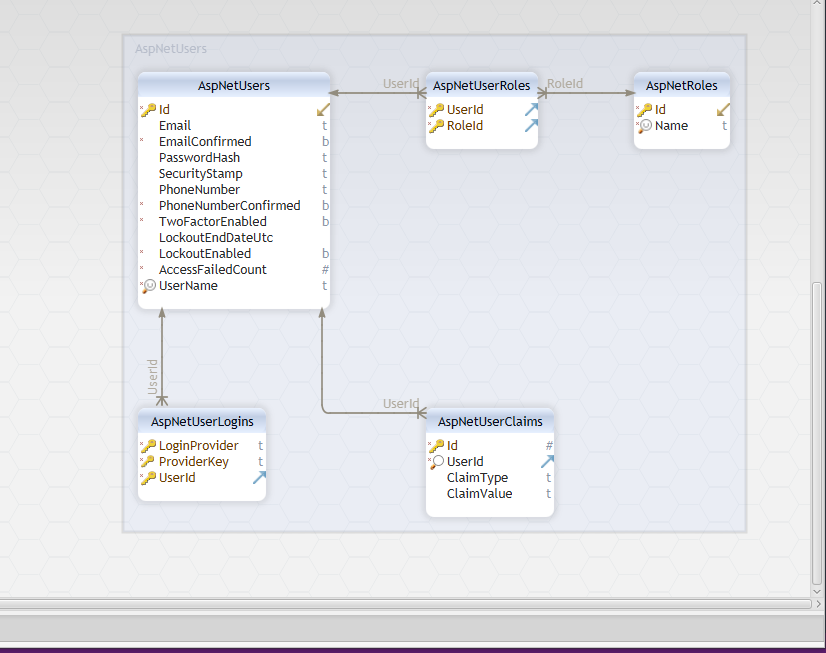 AspNetUsers
AspNetUsers
Id
Email t
EmailConfirmed b
PasswordHash t
SecurityStamp t
PhoneNumber t
PhoneNumberConfirmed b
TwoFactorEnabled b
LockoutEndDateUtc
LockoutEnabled b
AccessFailedCount #
UserName t
UserId
AspNetUserRoles
UserId
RoleId
RoleId
AspNetRoles
Id
Name t
UserId
AspNetUserLogins
LoginProvider t
ProviderKey t
UserId
UserId
AspNetUserClaims
Id #
UserId
ClaimType t
ClaimValue t